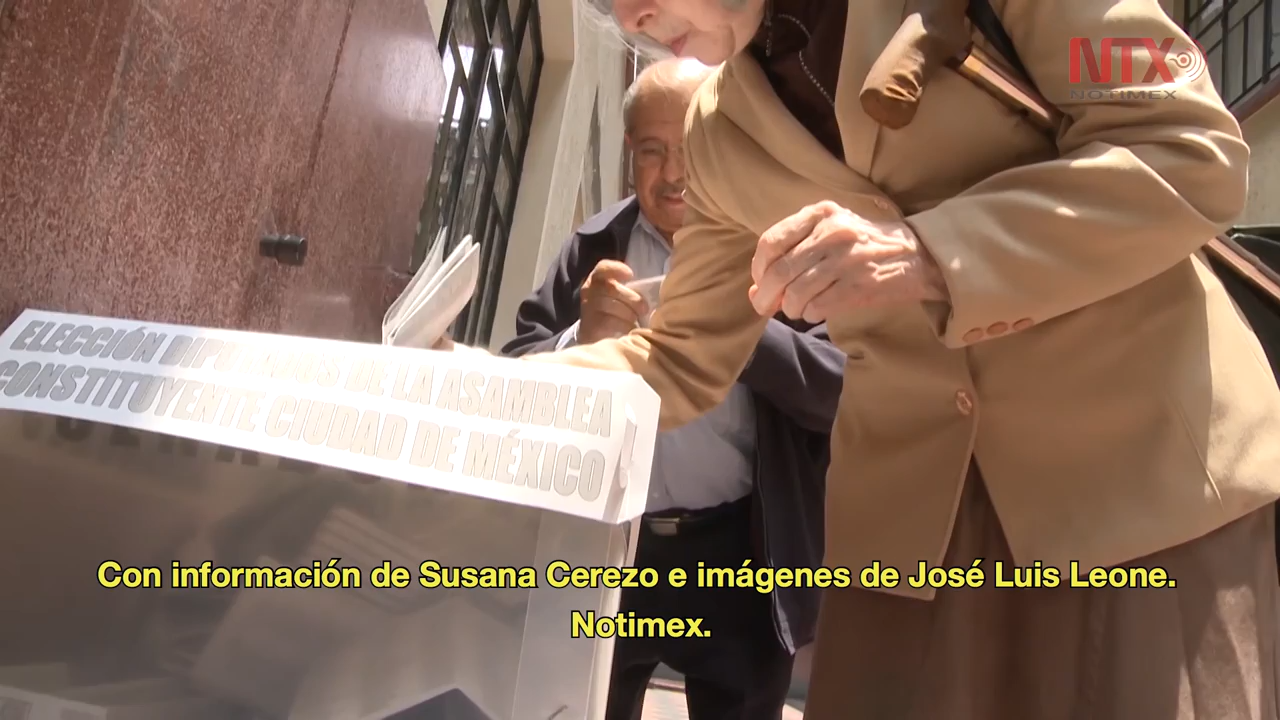 NTX
NOTIMEX
ELECCIÓN DIPUTADOS DE LA ASAMBLEA
CONSTITUYENTE CIUDAD DE MÉXICO
Con información de Susana Cerezo e imágenes de José Luis Leone.
Notimex.